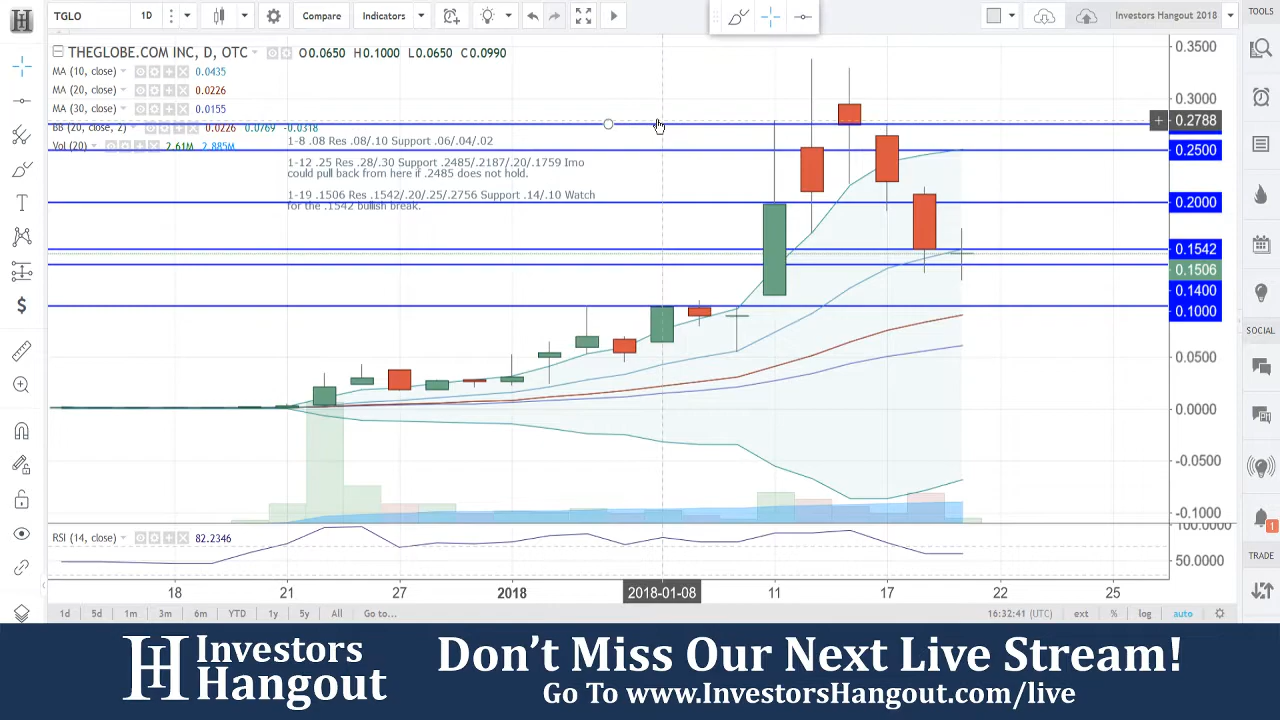 TGLO 1D Compare Indicators Investors Hangout 2018 TOOLS
THEGLOBE.COM INC, D, OTC O0.0650 H0.1000 L0.0650 C0.0990
MA (10, close) 0.0435
MA (20, close) 0.0226
MA (30, close) 0.0155
BB (20, close, 2) 0.0226 0.0769 -0.0318
Vol (20) 2.61M 2.885M
1-8 .08 Res .08/.10 Support .06/.04/.02
1-12 .25 Res .28/.30 Support .2485/.2187/.20/.1759 Imo
could pull back from here if .2485 does not hold.
1-19 .1506 Res .1542/.20/.25/.2756 Support .14/.10 Watch
for the .1542 bullish break.
0.3500
0.3000
0.2788
0.2500
0.2000
0.1542
0.1506
0.1400
0.1000
0.0500
0.0000
-0.0500
-0.1000
100.0000
50.0000
RSI (14, close) 82.2346
18 21 27 2018 2018-01-08 11 17 22 25
1d 5d 1m 3m 6m YTD 1y 5y All Go to... 16:32:41 (UTC) ext % log auto
SOCIAL
1
TRADE
Investors
Hangout
Don't Miss Our Next Live Stream!
Go To www.InvestorsHangout.com/live